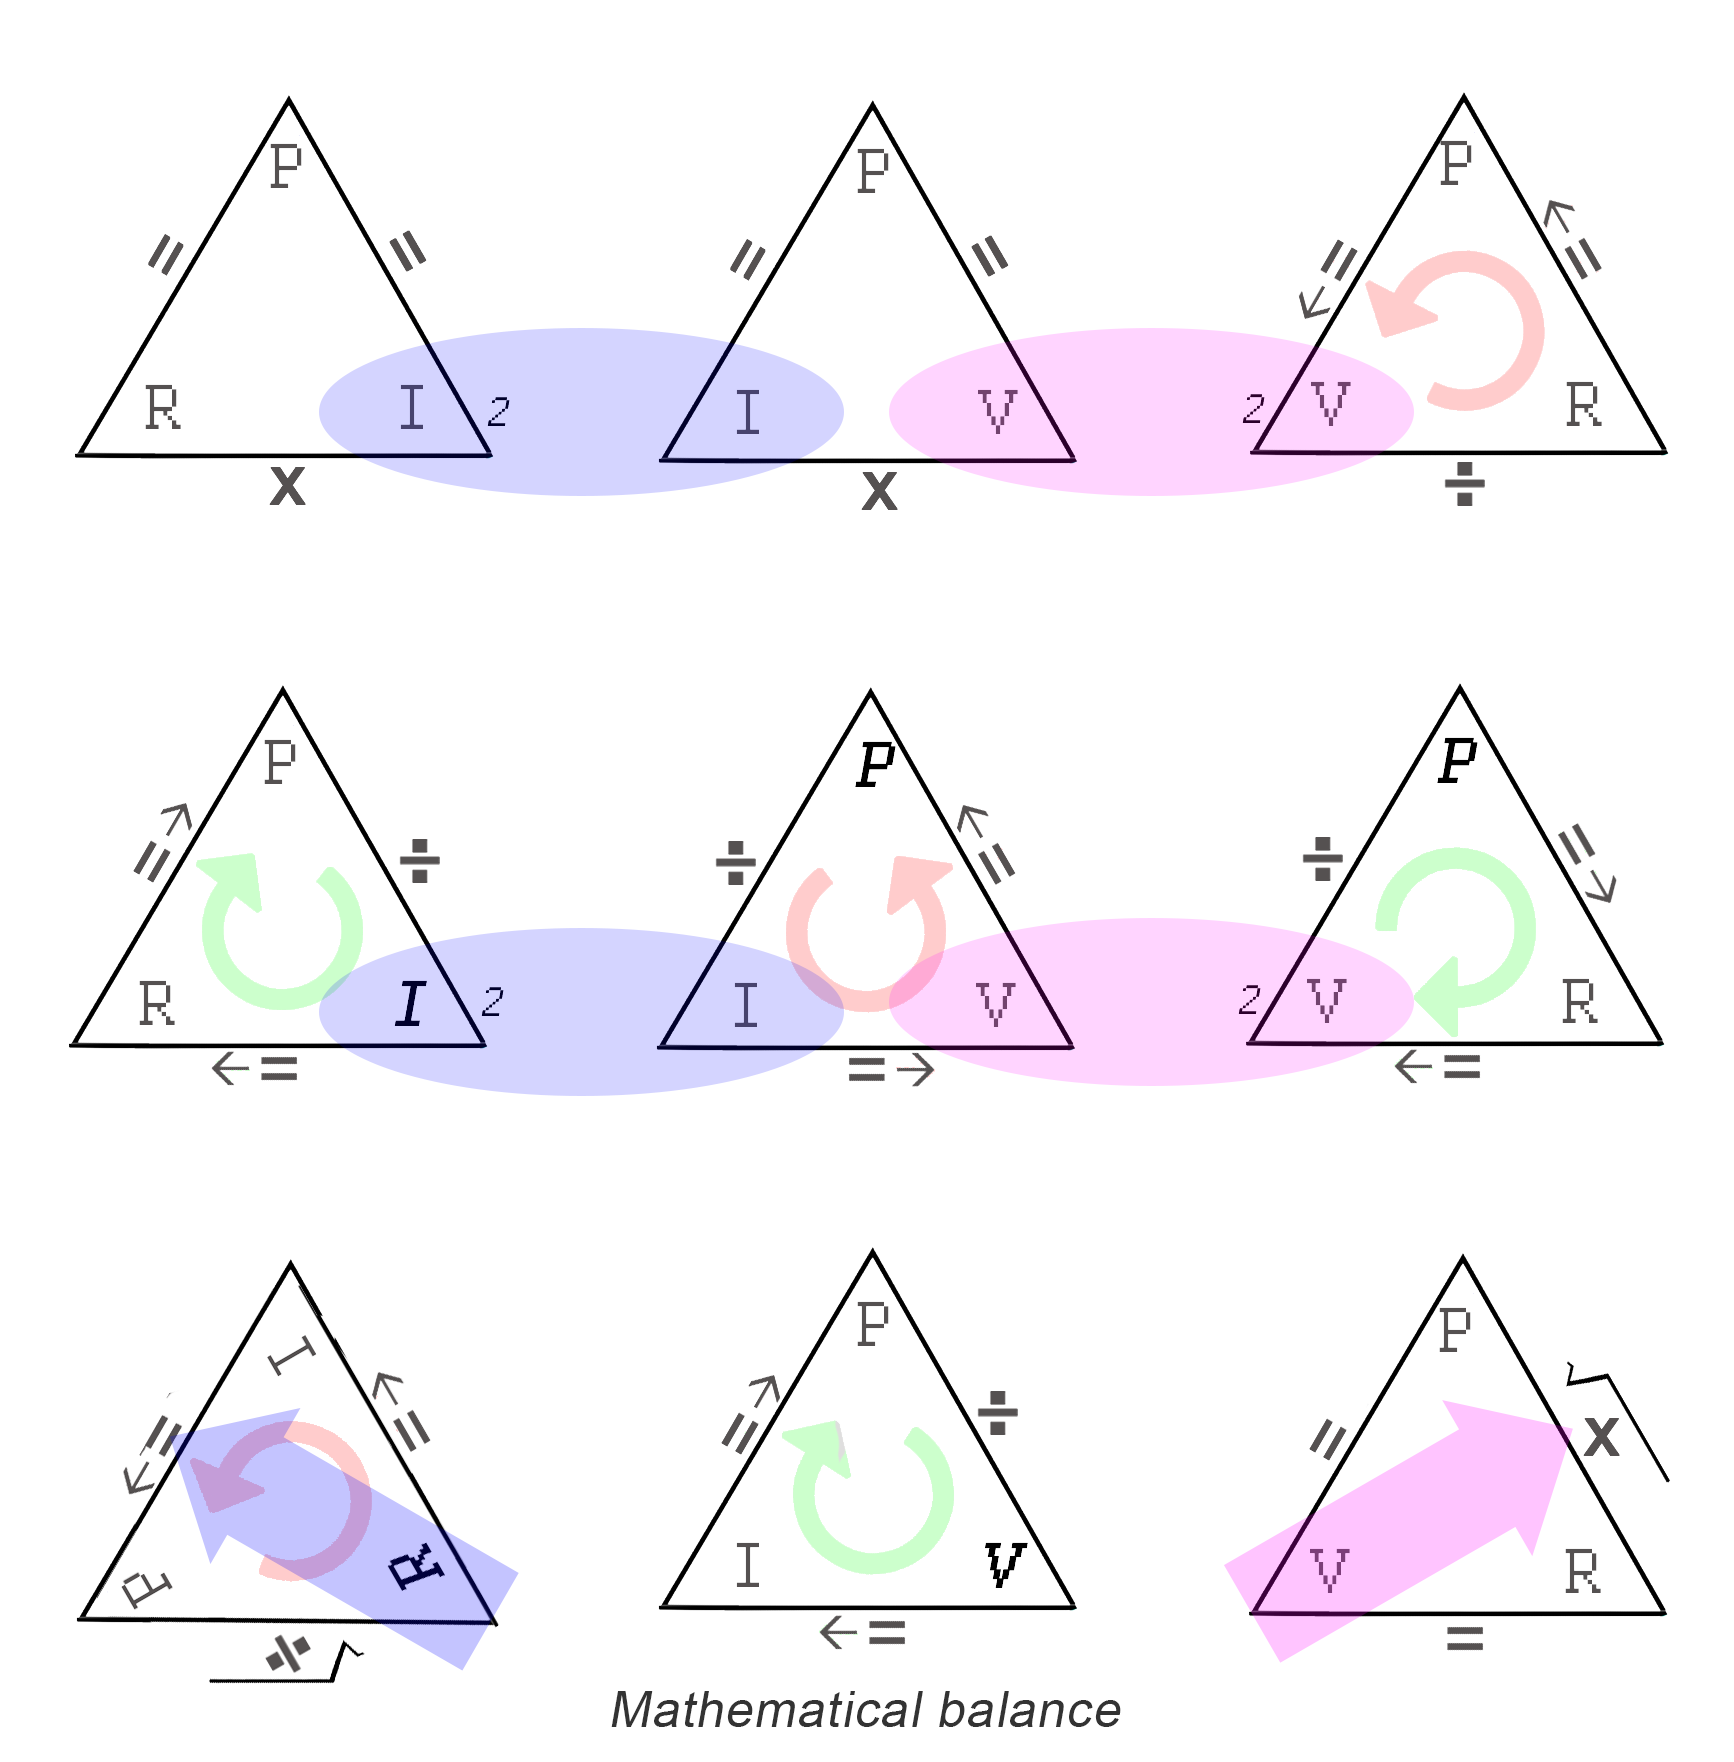 P P P
= = = = ← = → =
R I 2 I V 2 V R
x x ÷
P P P
= → ÷ ÷ ← = ÷ = →
R I 2 I V 2 V R
← = = → ← =
I P P
← = ← = = → ÷ = √ x
P R I V V R
√ ÷ ← = =
Mathematical balance